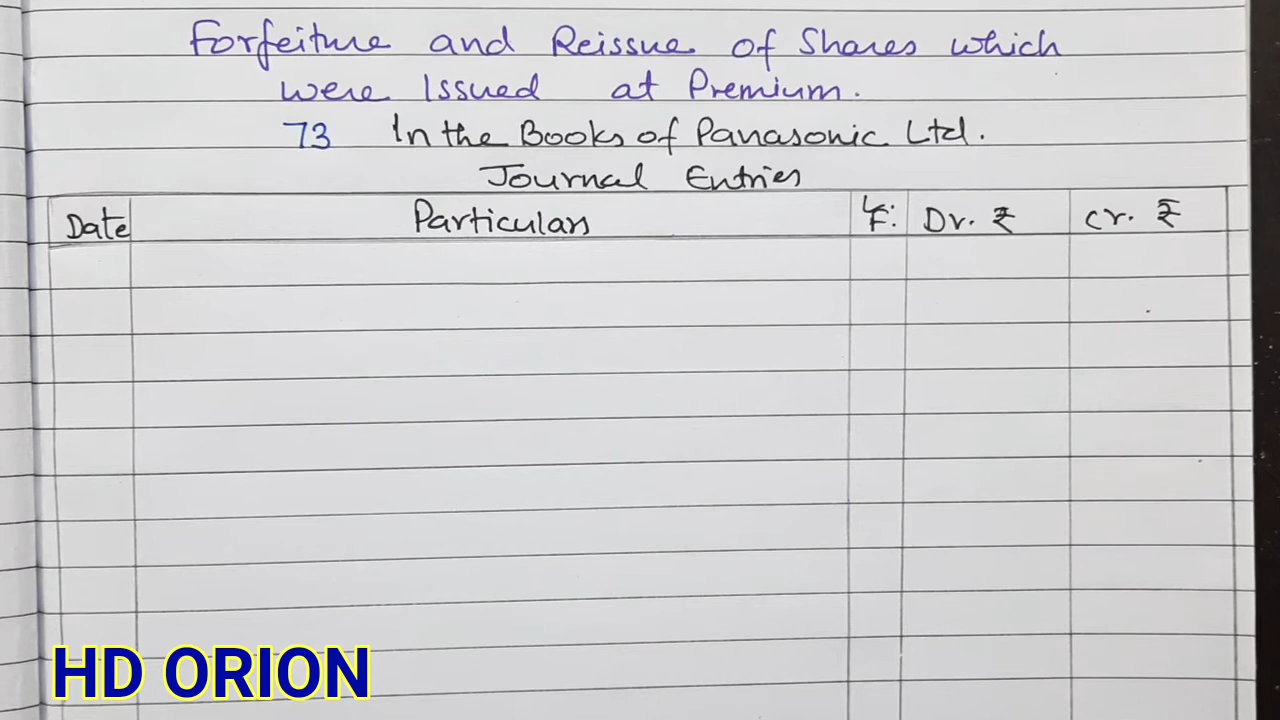 Forfeiture and Reissue of Shares which
were Issued at Premium.
73 In the Books of Panasonic Ltd.
Journal Entries
Date Particulars L.F. Dr. ₹ Cr. ₹
HD ORION